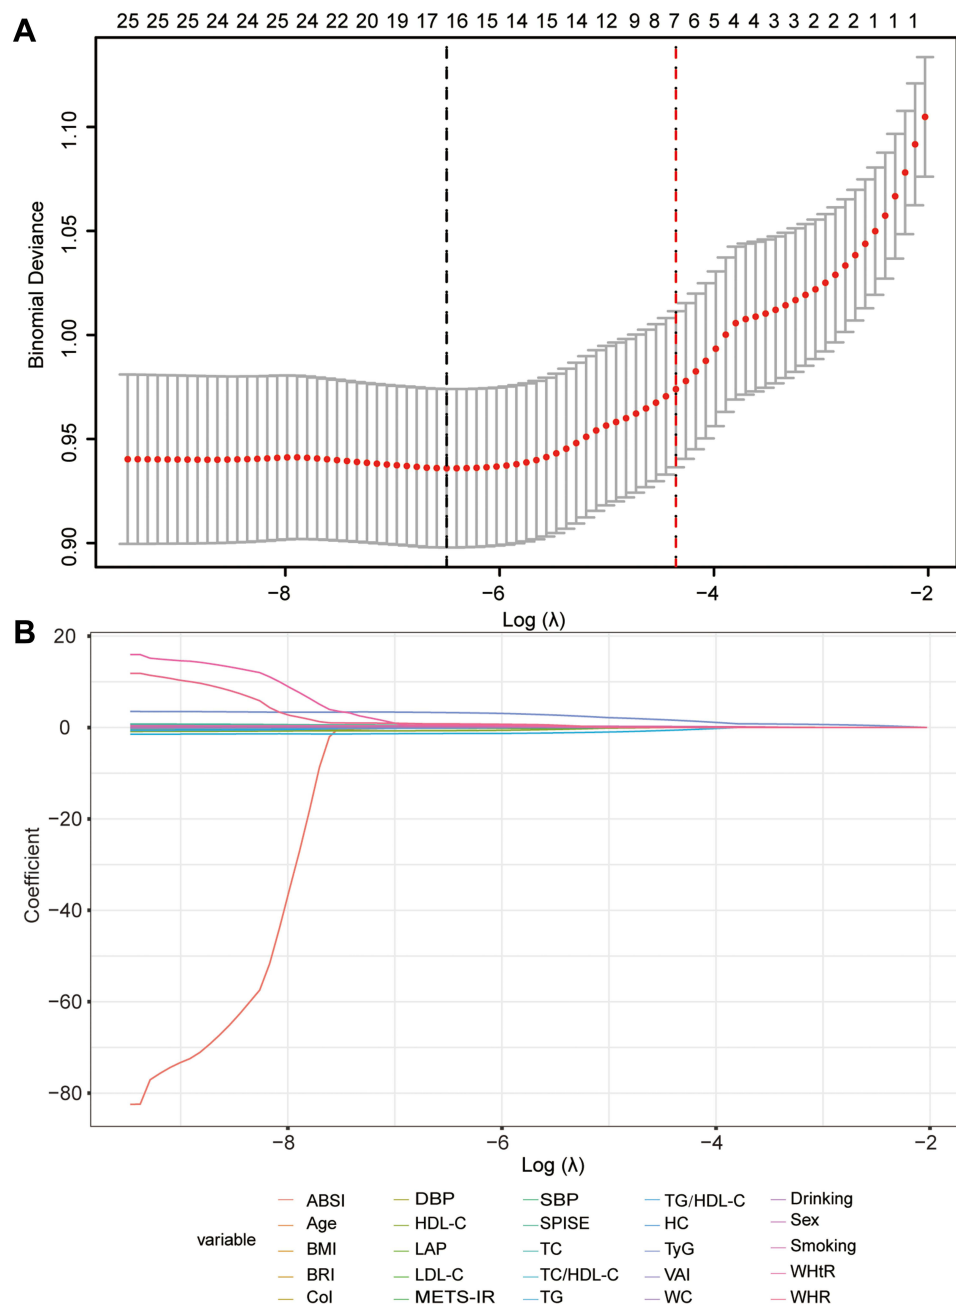 A
25 25 25 25 24 24 24 25 22 20 19 17 16 15 14 15 14 12 9 8 7 6 5 4 4 3 3 2 2 1 1 1
Binomial Deviance
1.10
1.05
1.00
0.95
0.90
−8 −6 −4 −2
Log (λ)
B
Coefficient
20
0
−20
−40
−60
−80
−8 −6 −4 −2
Log (λ)
variable
ABSI DBP SBP TG/HDL-C Drinking
Age HDL-C SPISE HC Sex
BMI LAP TC TyG Smoking
BRI LDL-C TC/HDL-C VAI WHtR
Col METS-IR TG WC WHR